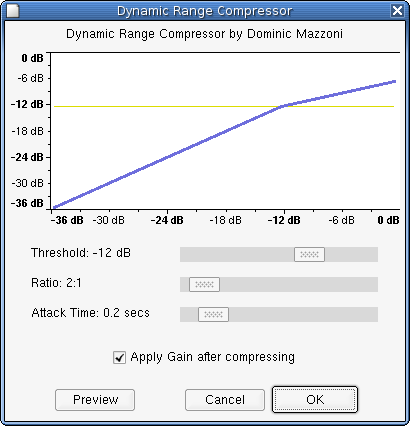 Dynamic Range Compressor
Dynamic Range Compressor by Dominic Mazzoni
0 dB
-6 dB
-12 dB
-18 dB
-24 dB
-30 dB
-36 dB
-36 dB -30 dB -24 dB -18 dB -12 dB -6 dB 0 dB
Threshold: -12 dB
Ratio: 2:1
Attack Time: 0.2 secs
Apply Gain after compressing
Preview Cancel OK